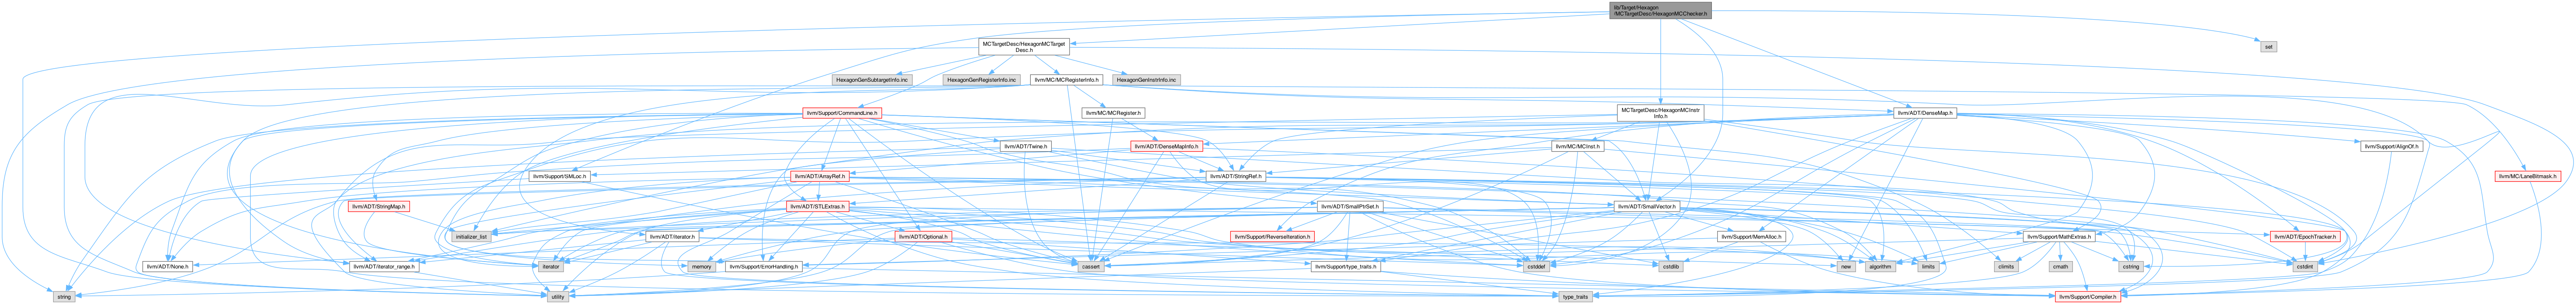 lib/Target/Hexagon
/MCTargetDesc/HexagonMCChecker.h
MCTargetDesc/HexagonMCTarget
Desc.h
set
HexagonGenSubtargetInfo.inc
HexagonGenRegisterInfo.inc
llvm/MC/MCRegisterInfo.h
HexagonGenInstrInfo.inc
llvm/Support/CommandLine.h
llvm/MC/MCRegister.h
MCTargetDesc/HexagonMCInstr
Info.h
llvm/ADT/DenseMap.h
llvm/ADT/Twine.h
llvm/ADT/DenseMapInfo.h
llvm/MC/MCInst.h
llvm/Support/AlignOf.h
llvm/Support/SMLoc.h
llvm/ADT/ArrayRef.h
llvm/ADT/StringRef.h
llvm/MC/LaneBitmask.h
llvm/ADT/StringMap.h
llvm/ADT/STLExtras.h
llvm/ADT/SmallPtrSet.h
llvm/ADT/SmallVector.h
initializer_list
llvm/ADT/iterator.h
llvm/ADT/Optional.h
llvm/Support/ReverseIteration.h
llvm/Support/MemAlloc.h
llvm/Support/MathExtras.h
llvm/ADT/EpochTracker.h
llvm/ADT/None.h
llvm/ADT/iterator_range.h
iterator
memory
llvm/Support/ErrorHandling.h
cassert
llvm/Support/type_traits.h
cstddef
cstdlib
new
algorithm
limits
climits
cmath
cstring
cstdint
string
utility
type_traits
llvm/Support/Compiler.h